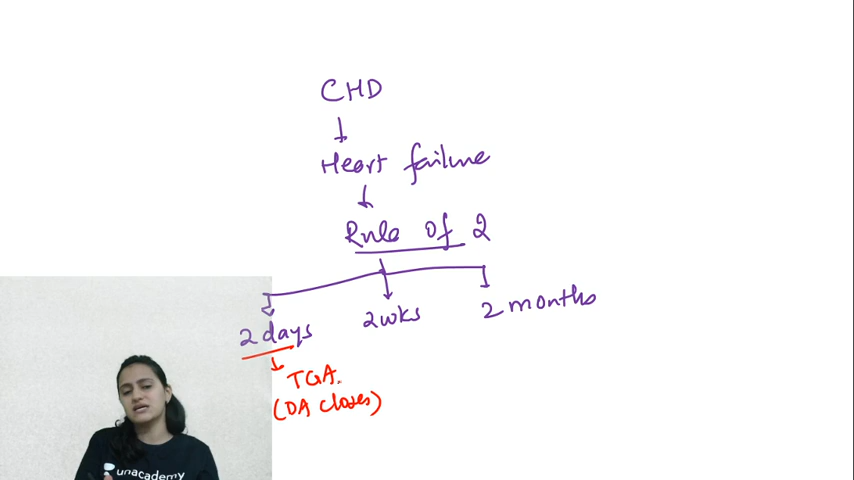 CHD
Heart failure
Rule of 2
2 days
2wks
2 months
TGA.
(DA closes)
unacademy